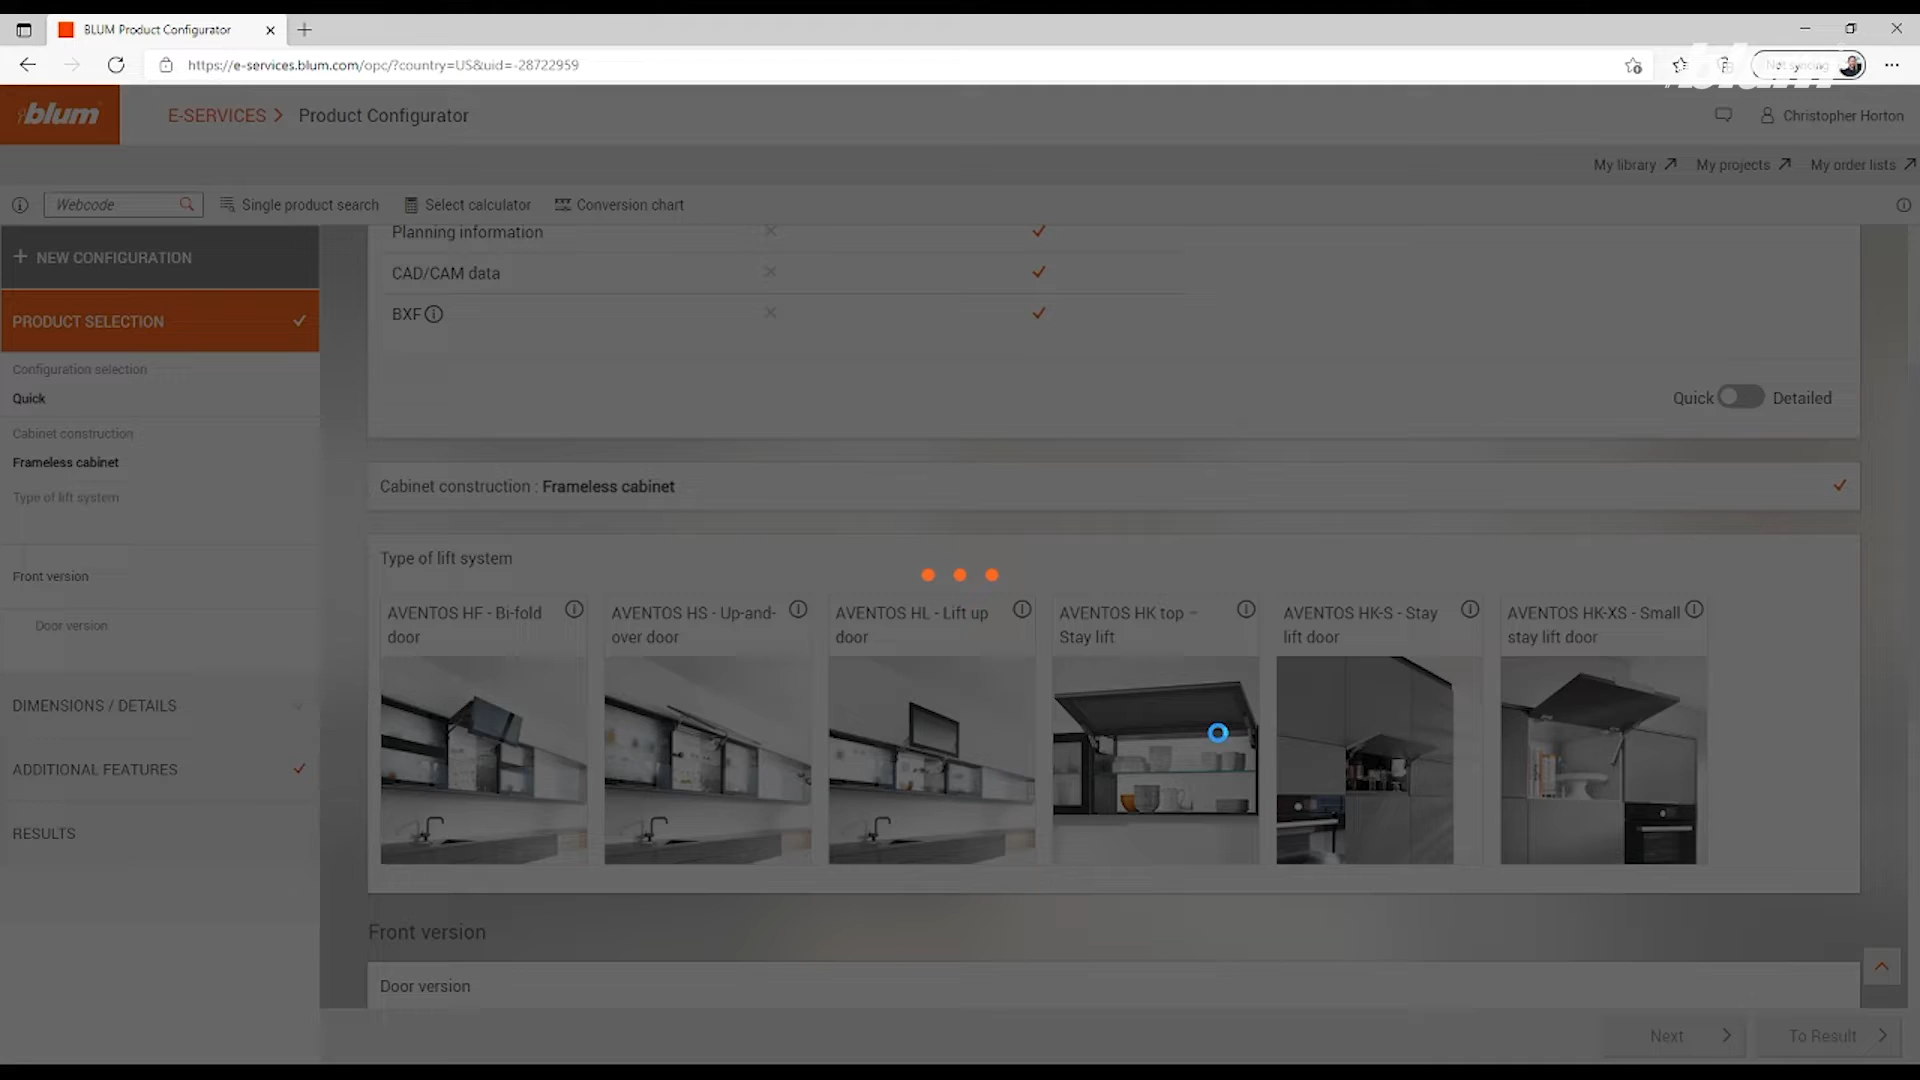 BLUM Product Configurator
https://e-services.blum.com/opc/?country=US&uid=-28722959
Not syncing
blum
blum
E-SERVICES > Product Configurator
Christopher Horton
My library
My projects
My order lists
Webcode
Single product search
Select calculator
Conversion chart
+ NEW CONFIGURATION
PRODUCT SELECTION
Configuration selection
Quick
Cabinet construction
Frameless cabinet
Type of lift system
Front version
Door version
DIMENSIONS / DETAILS
ADDITIONAL FEATURES
RESULTS
Planning information
CAD/CAM data
BXF
Quick
Detailed
Cabinet construction : Frameless cabinet
Type of lift system
AVENTOS HF - Bi-fold
door
AVENTOS HS - Up-and-
over door
AVENTOS HL - Lift up
door
AVENTOS HK top –
Stay lift
AVENTOS HK-S - Stay
lift door
AVENTOS HK-XS - Small
stay lift door
Front version
Door version
Next
To Result